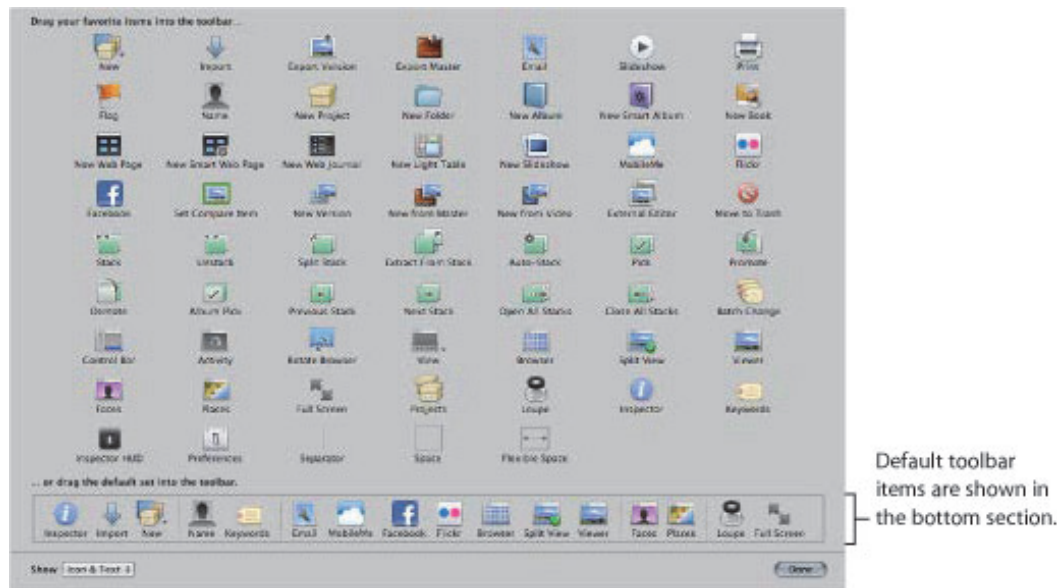 Drag your favorite items into the toolbar...
New Import Export Version Export Master Email Slideshow Print
Flag Name New Project New Folder New Album New Smart Album New Book
New Web Page New Smart Web Page New Web Journal New Light Table New Slideshow MobileMe Flickr
Facebook Set Compare Item New Version New from Master New from Video External Editor Move to Trash
Stack Unstack Split Stack Extract From Stack Auto-Stack Pick Promote
Demote Album Pick Previous Stack Next Stack Open All Stacks Close All Stacks Batch Change
Control Bar Activity Rotate Browser View Browser Split View Viewer
Faces Places Full Screen Projects Loupe Inspector Keywords
Inspector HUD Preferences Separator Space Flexible Space
... or drag the default set into the toolbar.
Inspector Import New Name Keywords Email MobileMe Facebook Flickr Browser Split View Viewer Faces Places Loupe Full Screen
Show Icon & Text Done
Default toolbar
items are shown in
the bottom section.